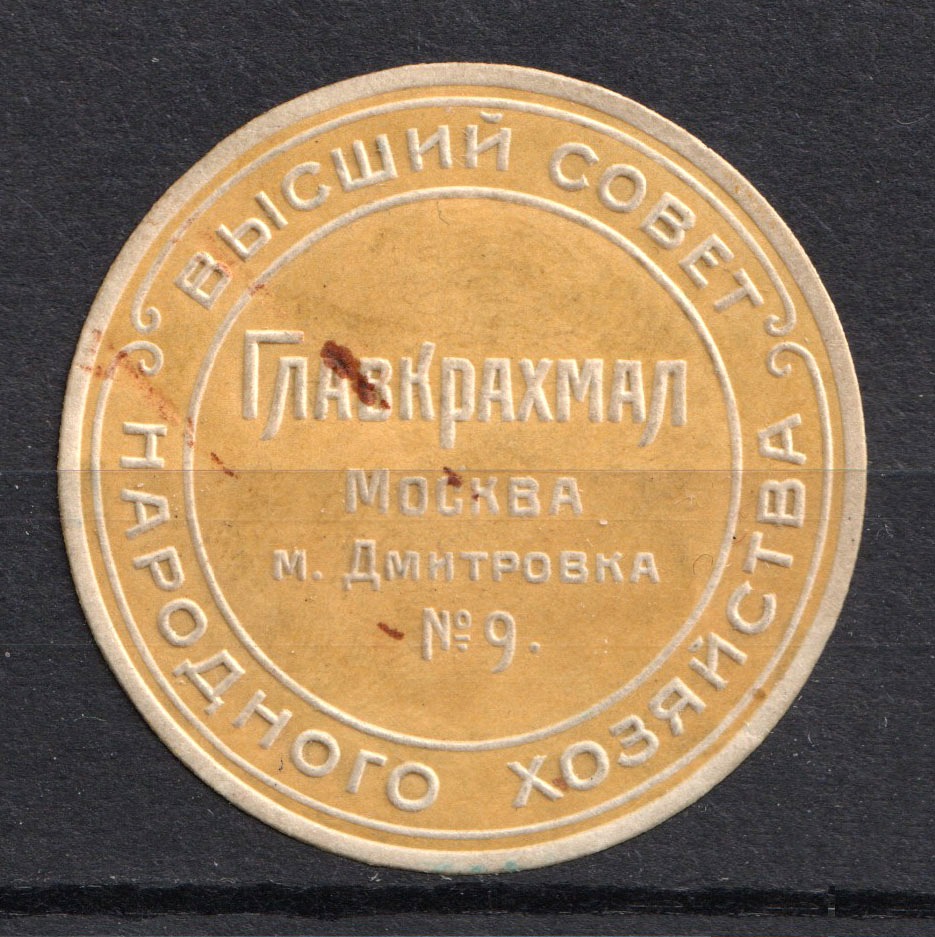 ВЫСШИЙ СОВЕТ
НАРОДНОГО ХОЗЯЙСТВА
ГЛАВКРАХМАЛ
МОСКВА
М. ДМИТРОВКА
№ 9.